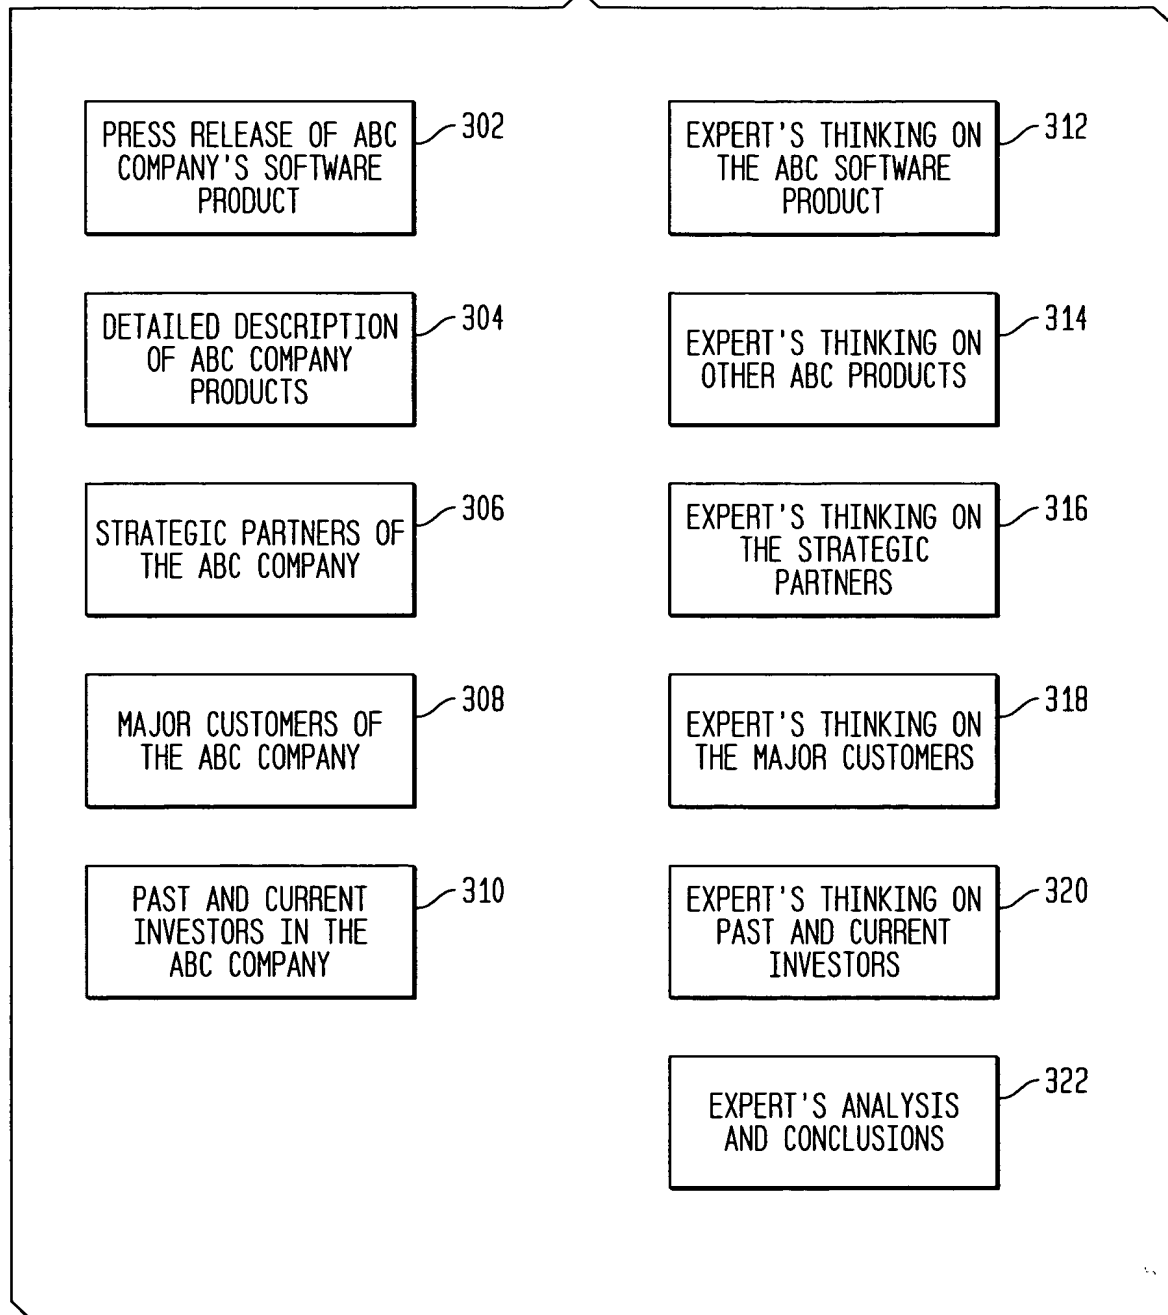 PRESS RELEASE OF ABC
COMPANY'S SOFTWARE
PRODUCT
302
DETAILED DESCRIPTION
OF ABC COMPANY
PRODUCTS
304
STRATEGIC PARTNERS OF
THE ABC COMPANY
306
MAJOR CUSTOMERS OF
THE ABC COMPANY
308
PAST AND CURRENT
INVESTORS IN THE
ABC COMPANY
310
EXPERT'S THINKING ON
THE ABC SOFTWARE
PRODUCT
312
EXPERT'S THINKING ON
OTHER ABC PRODUCTS
314
EXPERT'S THINKING ON
THE STRATEGIC
PARTNERS
316
EXPERT'S THINKING ON
THE MAJOR CUSTOMERS
318
EXPERT'S THINKING ON
PAST AND CURRENT
INVESTORS
320
EXPERT'S ANALYSIS
AND CONCLUSIONS
322